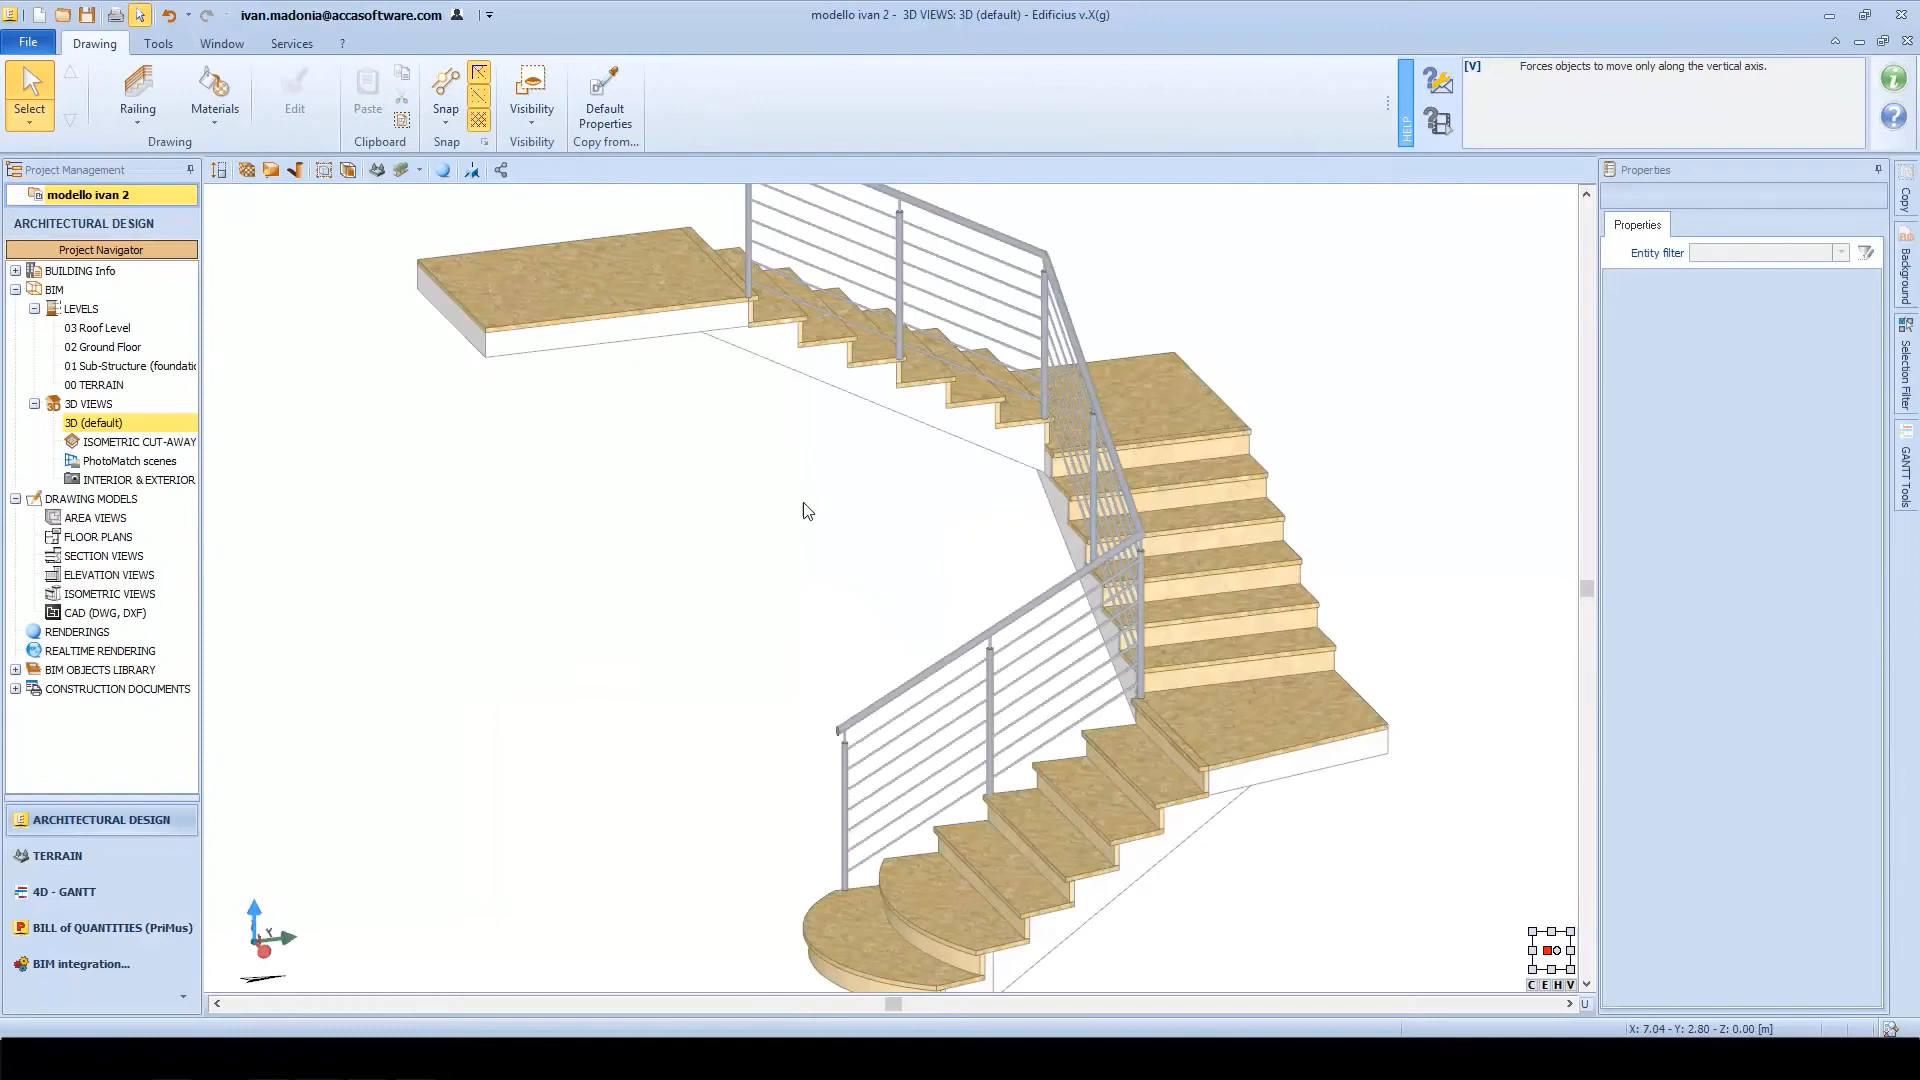 ivan.madonia@accasoftware.com
modello ivan 2 - 3D VIEWS: 3D (default) - Edificius v.X(g)
File
Drawing
Tools
Window
Services
?
Select
Railing
Materials
Edit
Paste
Snap
Visibility
Default
Properties
Drawing
Clipboard
Snap
Visibility
Copy from...
HELP
[V]
Forces objects to move only along the vertical axis.
Project Management
modello ivan 2
ARCHITECTURAL DESIGN
Project Navigator
BUILDING Info
BIM
LEVELS
03 Roof Level
02 Ground Floor
01 Sub-Structure (foundatic
00 TERRAIN
3D VIEWS
3D (default)
ISOMETRIC CUT-AWAY
PhotoMatch scenes
INTERIOR & EXTERIOR
DRAWING MODELS
AREA VIEWS
FLOOR PLANS
SECTION VIEWS
ELEVATION VIEWS
ISOMETRIC VIEWS
CAD (DWG, DXF)
RENDERINGS
REALTIME RENDERING
BIM OBJECTS LIBRARY
CONSTRUCTION DOCUMENTS
ARCHITECTURAL DESIGN
TERRAIN
4D - GANTT
BILL of QUANTITIES (PriMus)
BIM integration...
Y
C E H V
U
Properties
Properties
Entity filter
Copy
Background
Selection Filter
GANTT Tools
X: 7.04 - Y: 2.80 - Z: 0.00 [m]